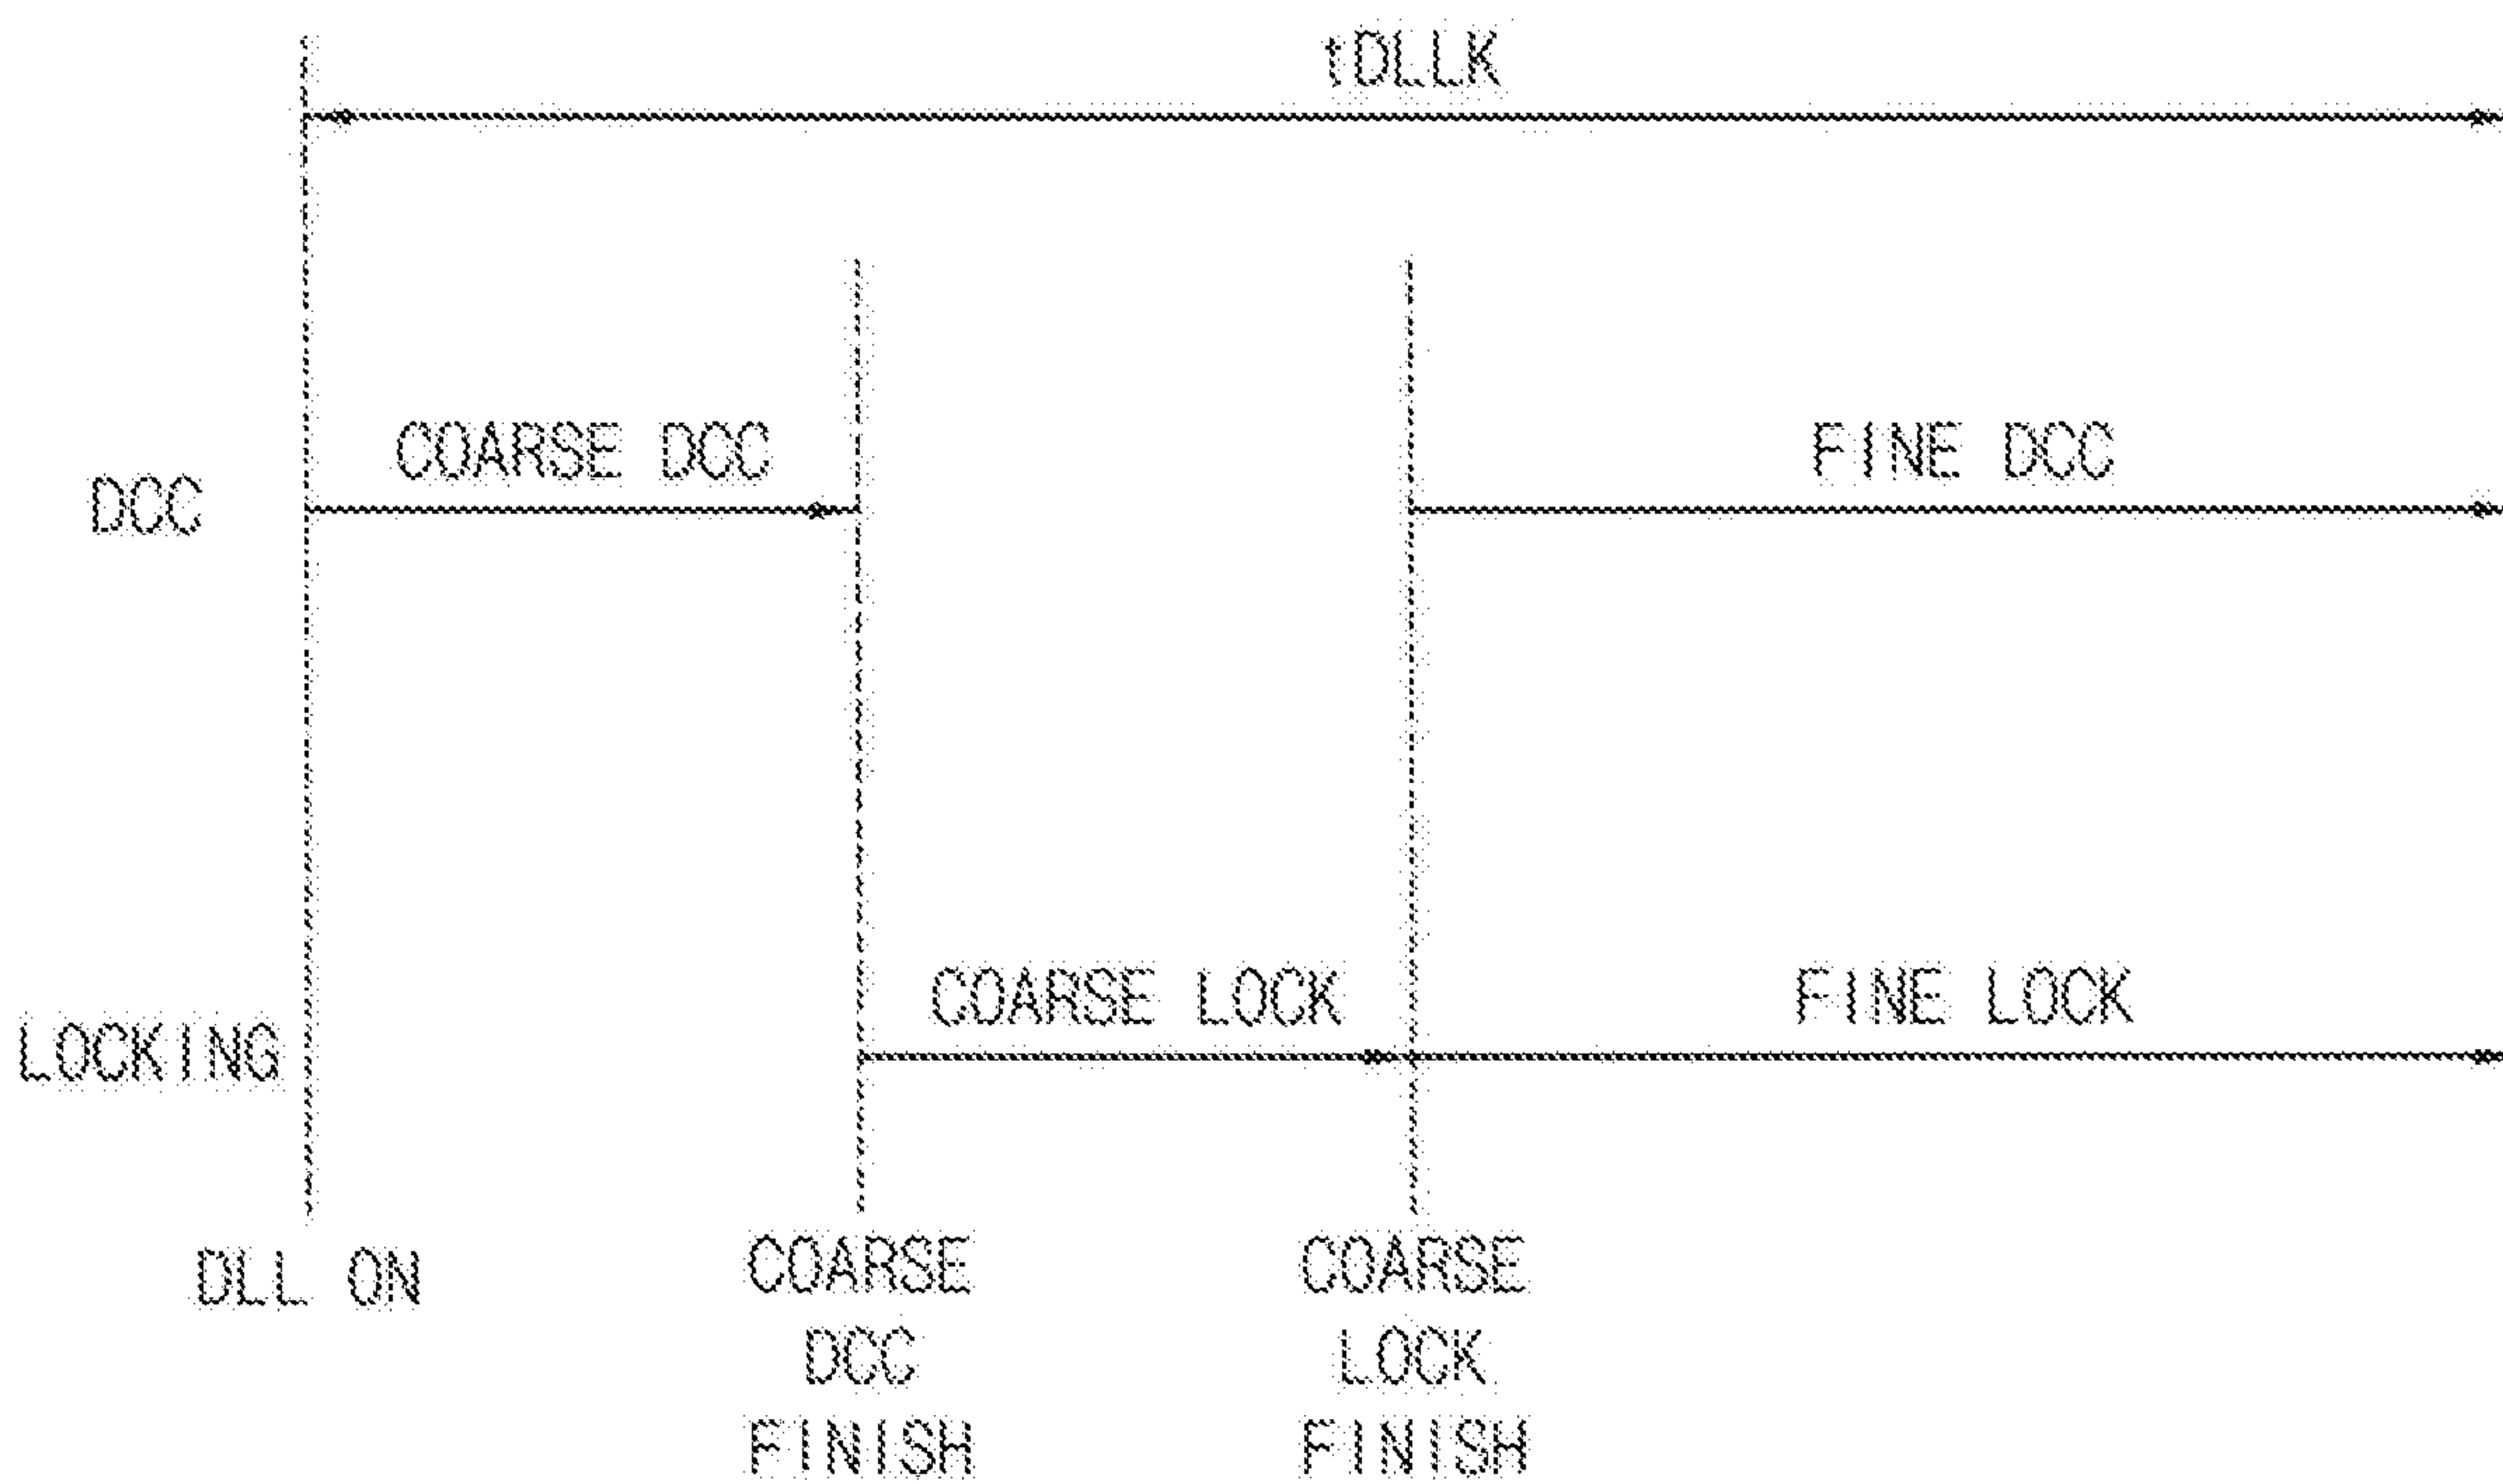 tDLLK
COARSE DCC
FINE DCC
DCC
COARSE LOCK
FINE LOCK
LOCKING
DLL ON
COARSE
DCC
FINISH
COARSE
LOCK
FINISH